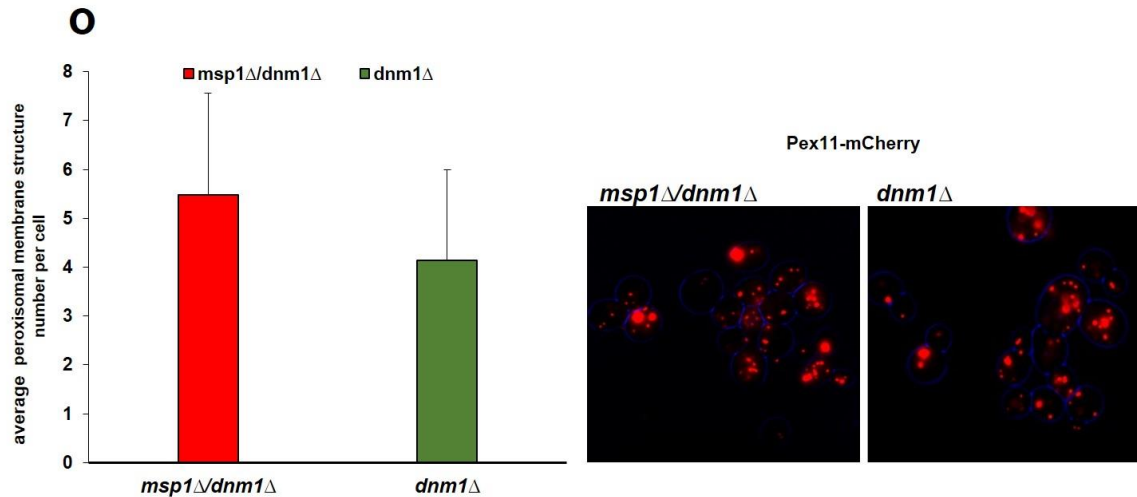 O
msp1Δ/dnm1Δ
dnm1Δ
average peroxisomal membrane structure
number per cell
8
7
6
5
4
3
2
1
0
msp1Δ/dnm1Δ
dnm1Δ
Pex11-mCherry
msp1Δ/dnm1Δ
dnm1Δ